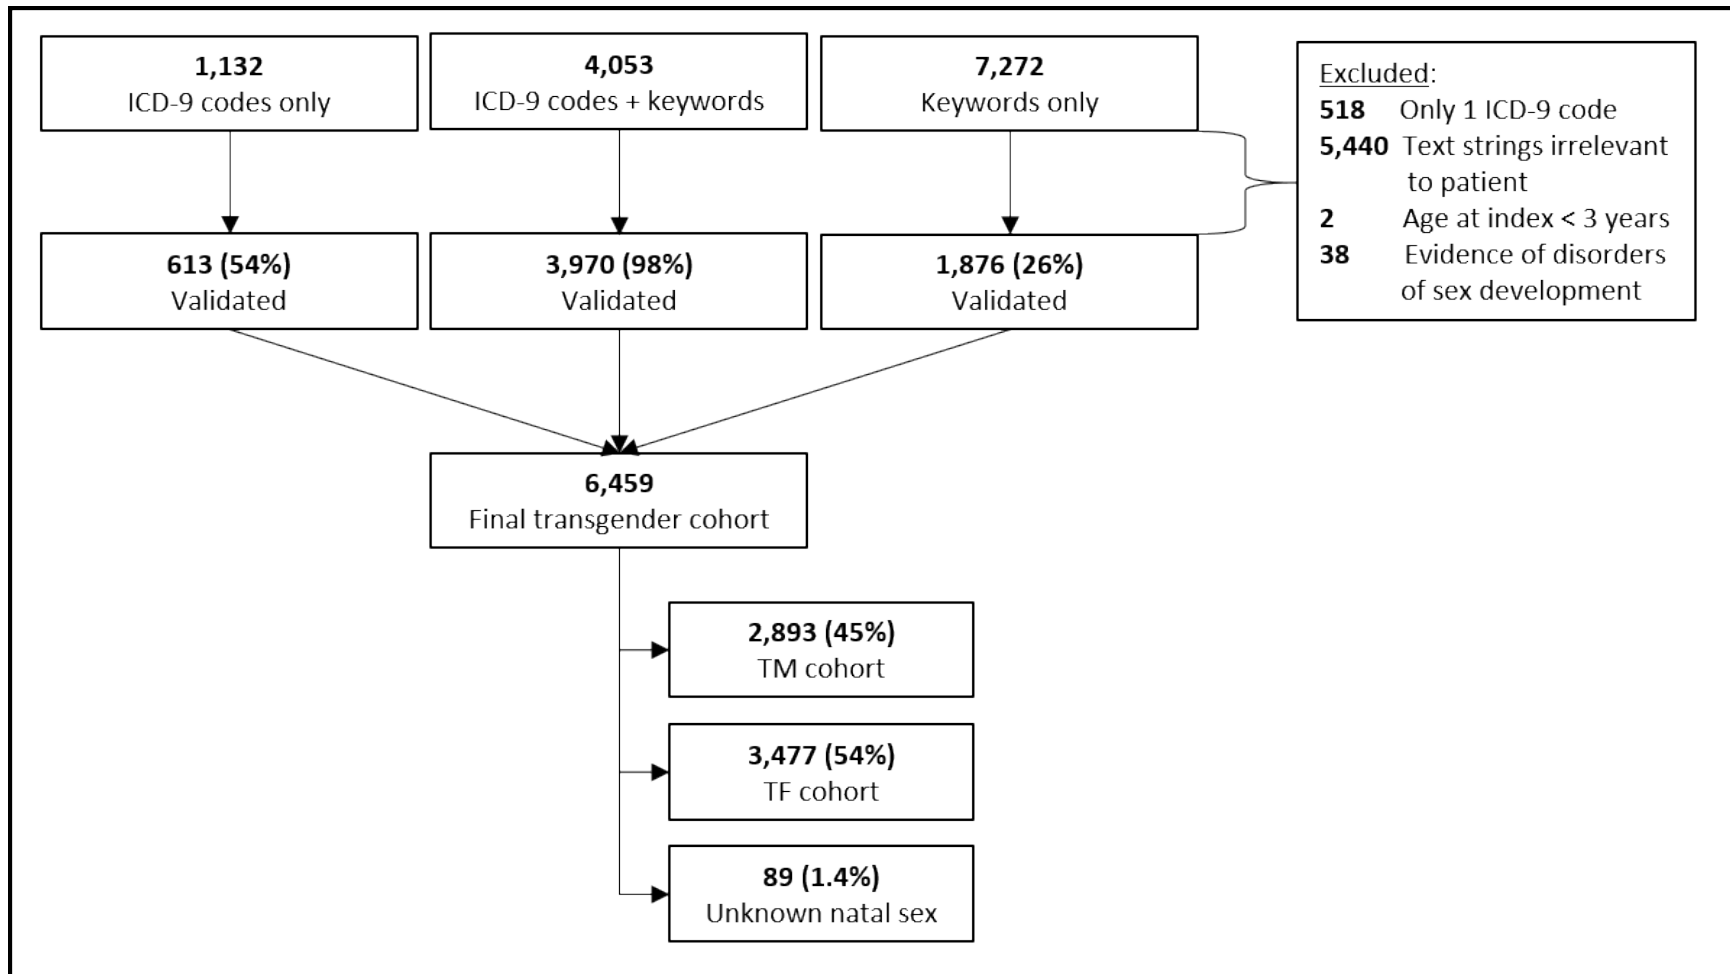 1,132
ICD-9 codes only
4,053
ICD-9 codes + keywords
7,272
Keywords only
Excluded:
518 Only 1 ICD-9 code
5,440 Text strings irrelevant
to patient
2 Age at index < 3 years
38 Evidence of disorders
of sex development
613 (54%)
Validated
3,970 (98%)
Validated
1,876 (26%)
Validated
6,459
Final transgender cohort
2,893 (45%)
TM cohort
3,477 (54%)
TF cohort
89 (1.4%)
Unknown natal sex